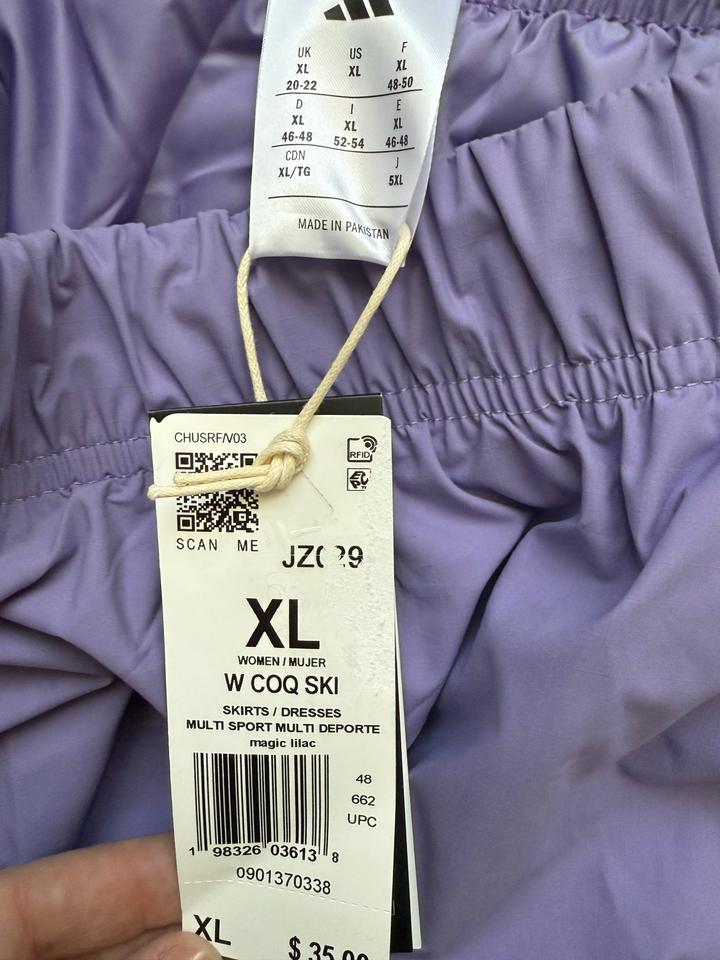 UK US F
XL XL XL
20-22 48-50
D I E
XL XL XL
46-48 52-54 46-48
CDN J
XL/TG 5XL
MADE IN PAKISTAN
CHUSRF/V03
RFID
SCAN ME
XL
WOMEN / MUJER
W COQ SKI
SKIRTS / DRESSES
MULTI SPORT MULTI DEPORTE
magic lilac
48
662
UPC
1 98326 03613 8
0901370338
XL
$ 35.00